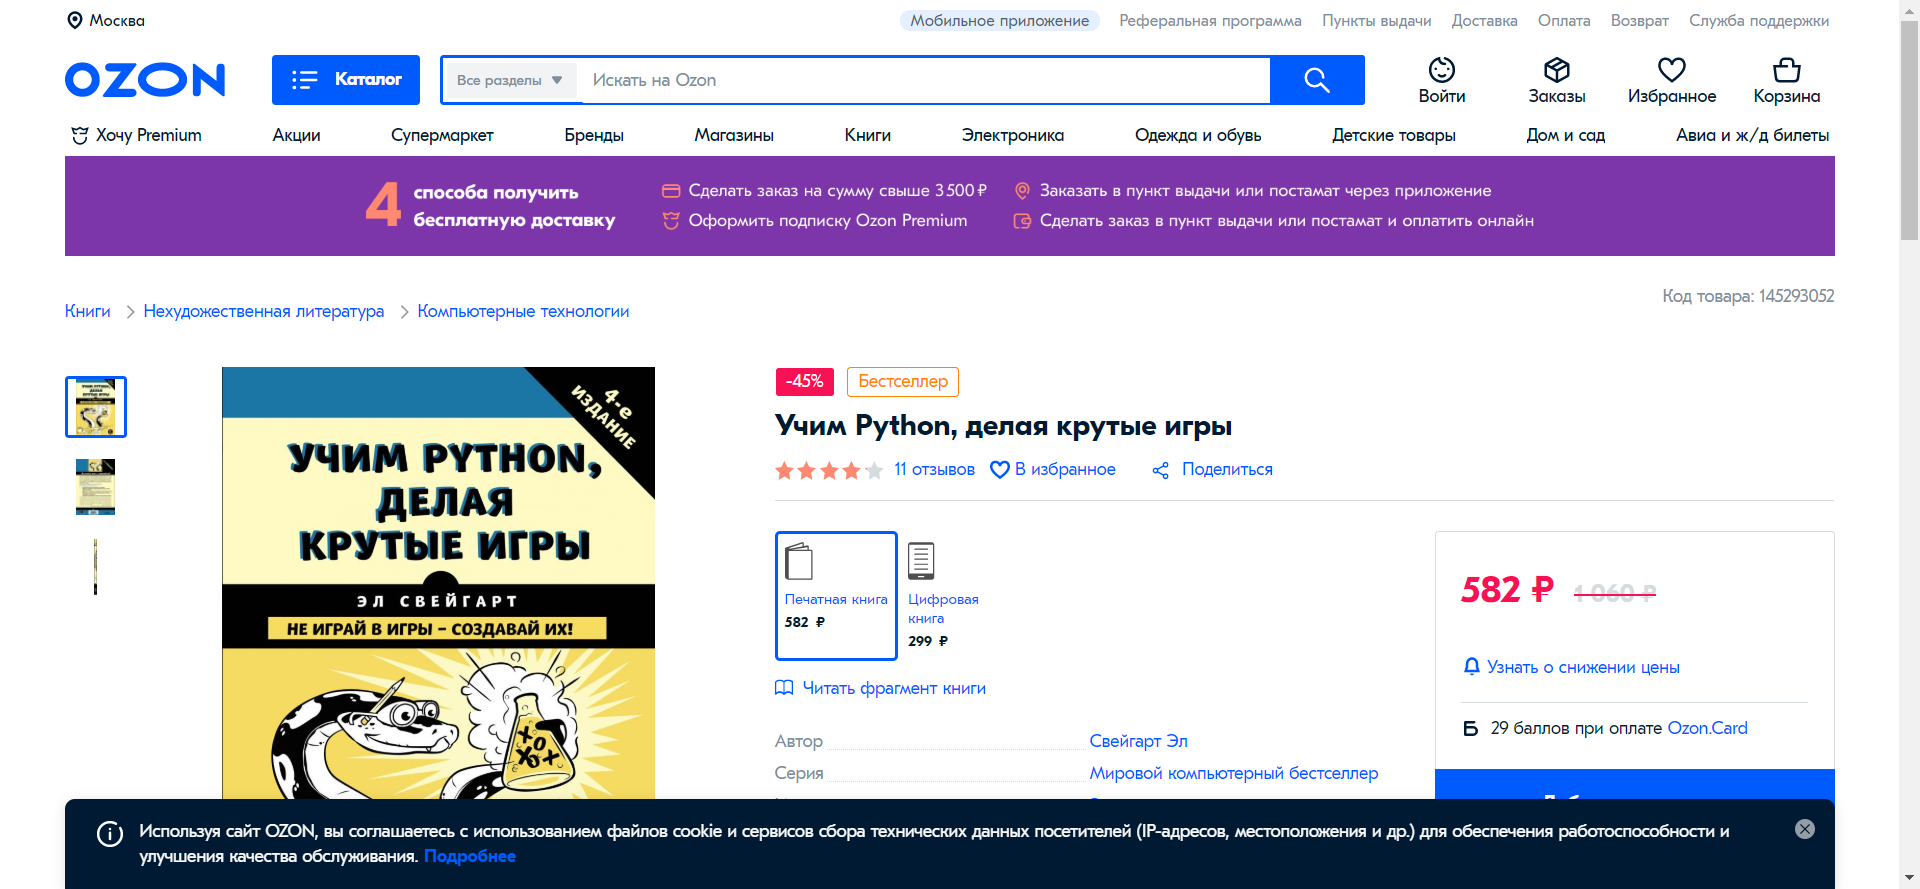 Москва
Мобильное приложение Реферальная программа Пункты выдачи Доставка Оплата Возврат Служба поддержки
OZON
Каталог
Все разделы
Искать на Ozon
Войти Заказы Избранное Корзина
Хочу Premium Акции Супермаркет Бренды Магазины Книги Электроника Одежда и обувь Детские товары Дом и сад Авиа и ж/д билеты
4 способа получить
бесплатную доставку
Сделать заказ на сумму свыше 3 500 ₽
Оформить подписку Ozon Premium
Заказать в пункт выдачи или постамат через приложение
Сделать заказ в пункт выдачи или постамат и оплатить онлайн
Код товара: 145293052
Книги Нехудожественная литература Компьютерные технологии
4-е
ИЗДАНИЕ
УЧИМ PYTHON,
ДЕЛАЯ
КРУТЫЕ ИГРЫ
ЭЛ СВЕЙГАРТ
НЕ ИГРАЙ В ИГРЫ – СОЗДАВАЙ ИХ!
-45% Бестселлер
Учим Python, делая крутые игры
11 отзывов В избранное Поделиться
Печатная книга
582 ₽
Цифровая
книга
299 ₽
Читать фрагмент книги
Автор Свейгарт Эл
Серия Мировой компьютерный бестселлер
582 ₽ 1 060 ₽
Узнать о снижении цены
Б 29 баллов при оплате Ozon.Card
Используя сайт OZON, вы соглашаетесь с использованием файлов cookie и сервисов сбора технических данных посетителей (IP-адресов, местоположения и др.) для обеспечения работоспособности и
улучшения качества обслуживания. Подробнее